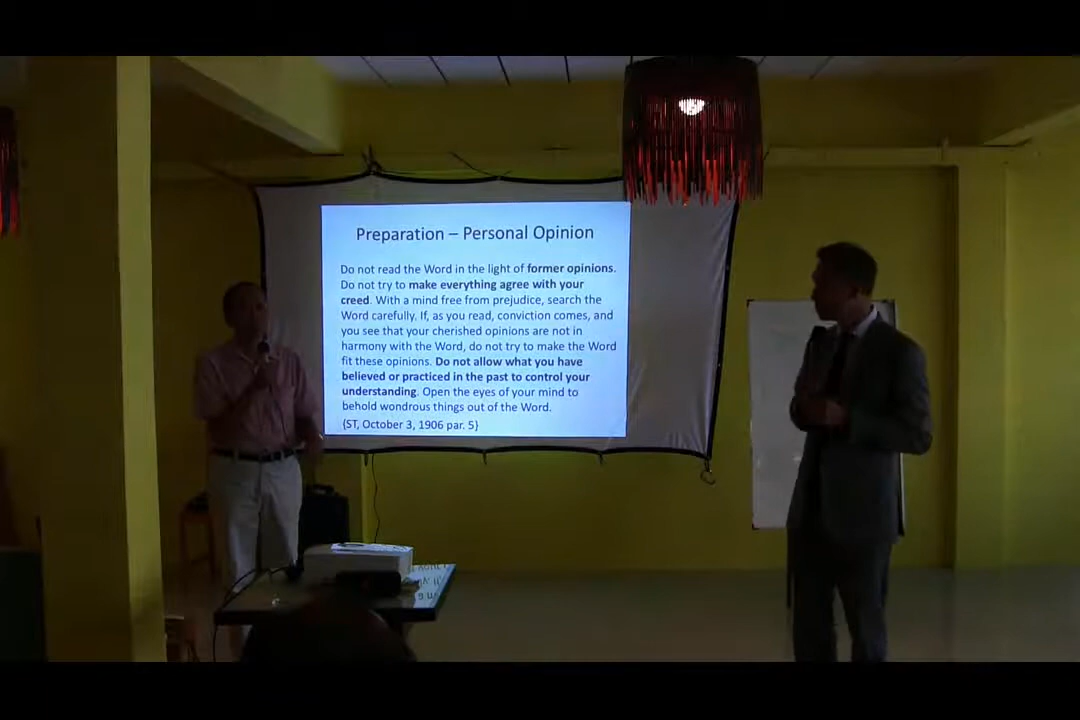 Preparation – Personal Opinion
Do not read the Word in the light of former opinions.
Do not try to make everything agree with your
creed. With a mind free from prejudice, search the
Word carefully. If, as you read, conviction comes, and
you see that your cherished opinions are not in
harmony with the Word, do not try to make the Word
fit these opinions. Do not allow what you have
believed or practiced in the past to control your
understanding. Open the eyes of your mind to
behold wondrous things out of the Word.
{ST, October 3, 1906 par. 5}